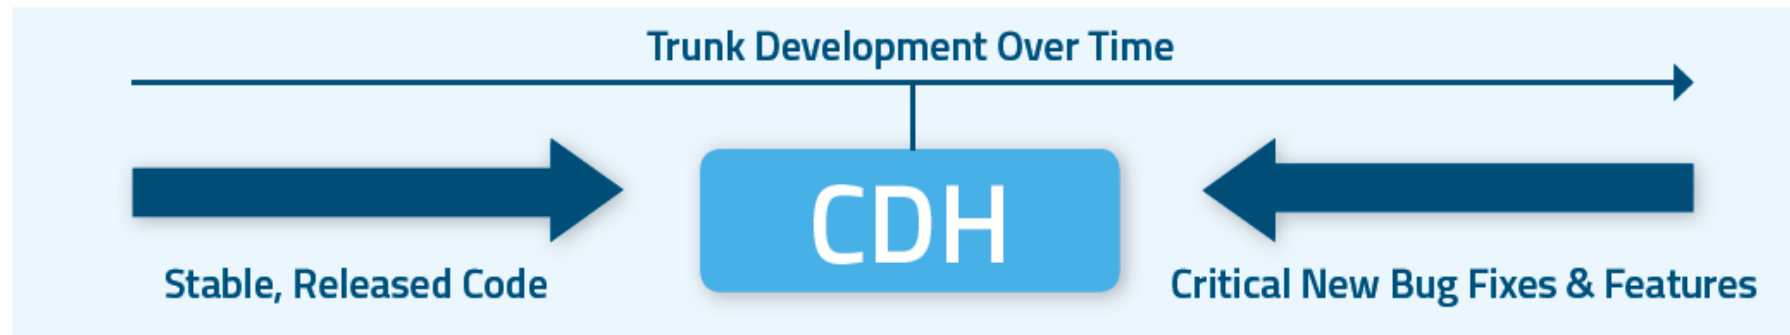 Trunk Development Over Time
CDH
Stable, Released Code
Critical New Bug Fixes & Features